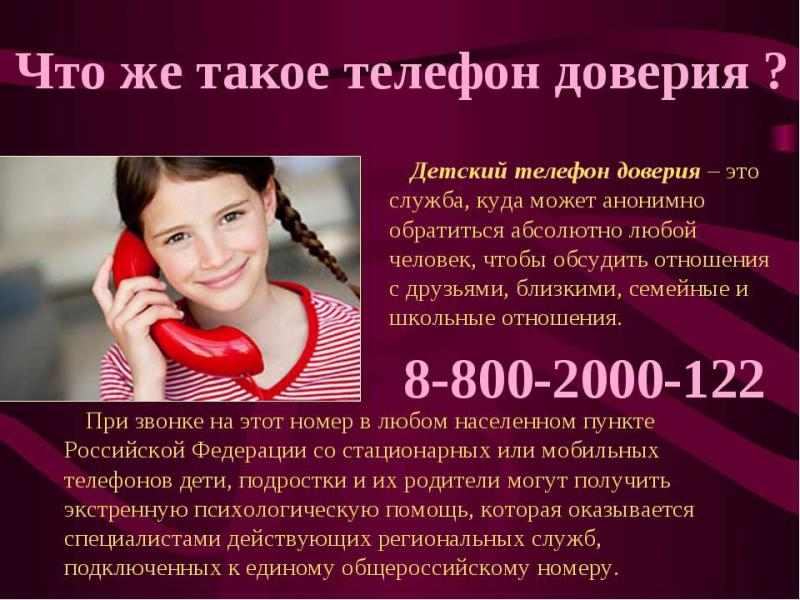 Что же такое телефон доверия ?
Детский телефон доверия – это
служба, куда может анонимно
обратиться абсолютно любой
человек, чтобы обсудить отношения
с друзьями, близкими, семейные и
школьные отношения.
8-800-2000-122
При звонке на этот номер в любом населенном пункте
Российской Федерации со стационарных или мобильных
телефонов дети, подростки и их родители могут получить
экстренную психологическую помощь, которая оказывается
специалистами действующих региональных служб,
подключенных к единому общероссийскому номеру.